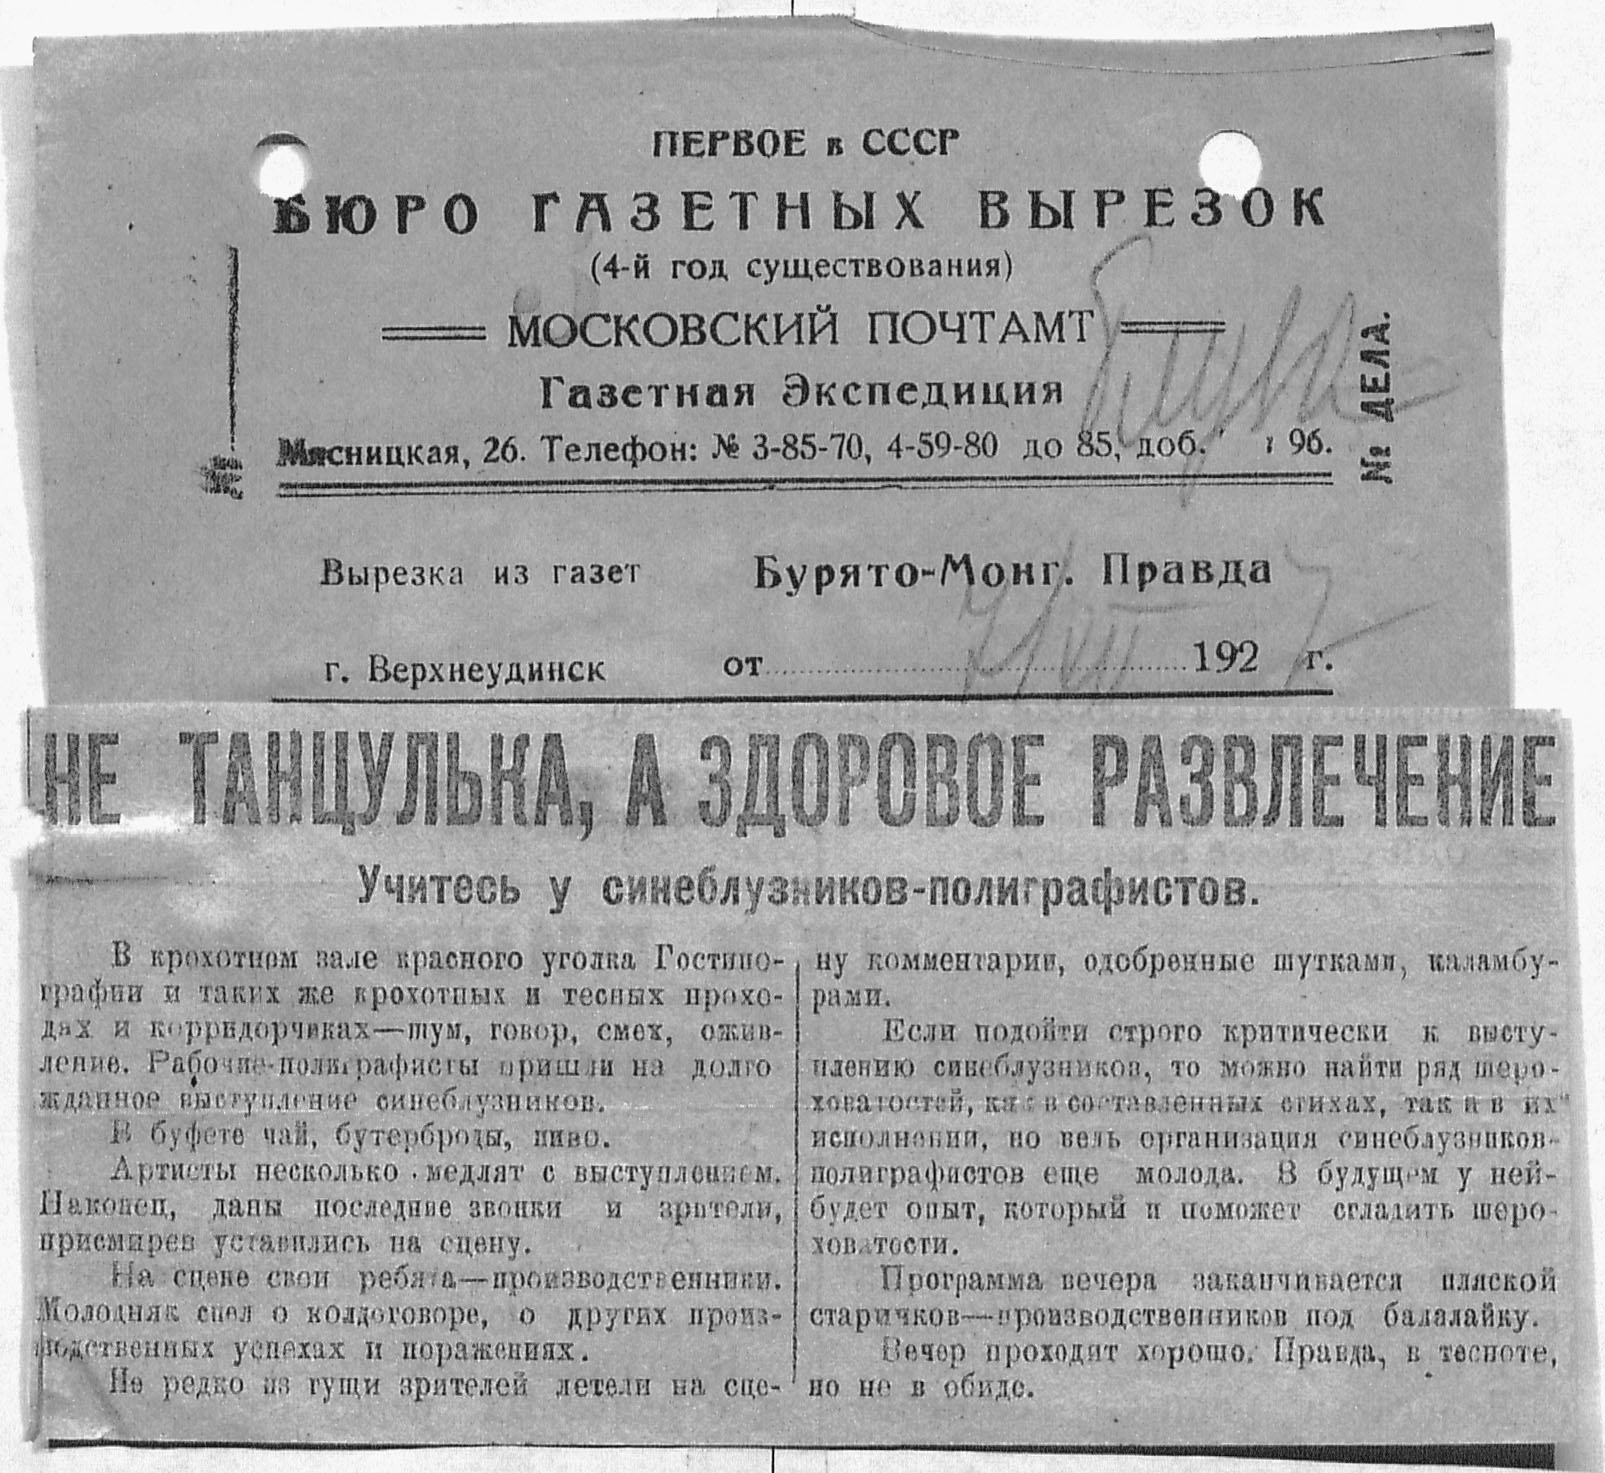 ПЕРВОЕ в СССР
БЮРО ГАЗЕТНЫХ ВЫРЕЗОК
(4-й год существования)
МОСКОВСКИЙ ПОЧТАМТ
Газетная Экспедиция
Мясницкая, 26. Телефон: № 3-85-70, 4-59-80 до 85, доб. 96.
№ ДЕЛА.
Вырезка из газет Бурято-Монг. Правда
г. Верхнеудинск от 192 7 г.
НЕ ТАНЦУЛЬКА, А ЗДОРОВОЕ РАЗВЛЕЧЕНИЕ
Учитесь у синеблузников-полиграфистов.
В крохотном зале красного уголка Гостипо-
графии и таких же крохотных и тесных прохо-
дах и корридорчиках—шум, говор, смех, ожив-
ление. Рабочие-полиграфисты пришли на долго
жданное выступление синеблузников.
В буфете чай, бутерброды, пиво.
Артисты несколько медлят с выступлением.
Наконец, даны последние звонки и зрители,
присмирев уставились на сцену.
На сцене свои ребята—производственники.
Молодняк спел о колдоговоре, о других произ-
водственных успехах и поражениях.
Не редко из гущи зрителей летели на сце-
ну комментарии, одобренные шутками, каламбу-
рами.
Если подойти строго критически к высту-
плению синеблузников, то можно найти ряд шеро-
ховатостей, как в составленных стихах, так и в их
исполнении, но ведь организация синеблузников-
полиграфистов еще молода. В будущем у ней-
будет опыт, который и поможет сгладить шеро-
ховатости.
Программа вечера заканчивается пляской
старичков—производственников под балалайку.
Вечер проходит хорошо. Правда, в тесноте,
но не в обиде.